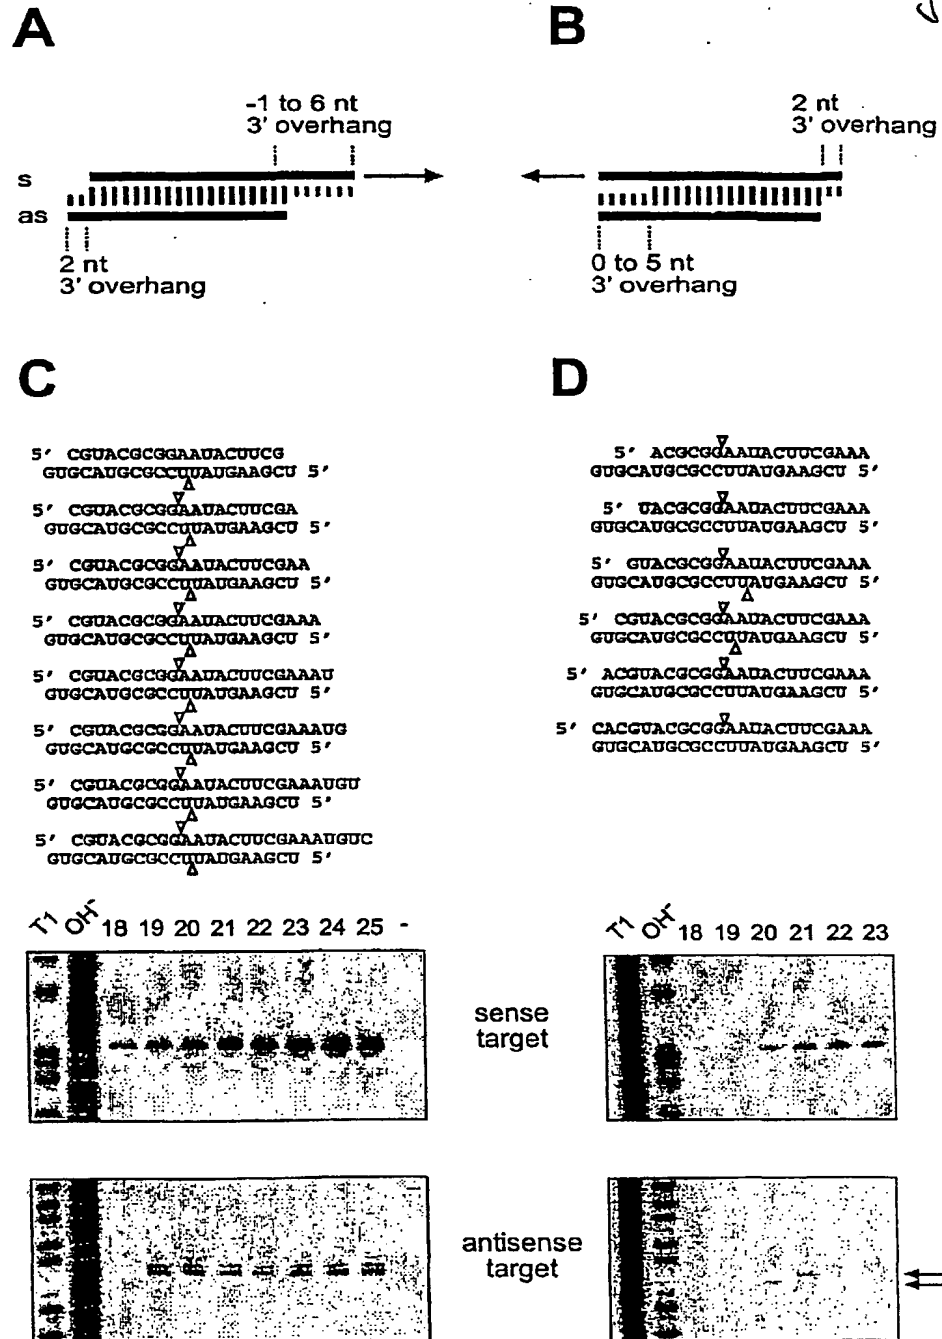 A
B
-1 to 6 nt
3' overhang
2 nt
3' overhang
s
as
2 nt
3' overhang
0 to 5 nt
3' overhang
C
D
5' CGUACGCGGAAUACUUCG
GUGCAUGCGCCUUAUGAAGCU 5'
5' CGUACGCGGAAUACUUCGA
GUGCAUGCGCCUUAUGAAGCU 5'
5' CGUACGCGGAAUACUUCGAA
GUGCAUGCGCCUUAUGAAGCU 5'
5' CGUACGCGGAAUACUUCGAAA
GUGCAUGCGCCUUAUGAAGCU 5'
5' CGUACGCGGAAUACUUCGAAAU
GUGCAUGCGCCUUAUGAAGCU 5'
5' CGUACGCGGAAUACUUCGAAAUG
GUGCAUGCGCCUUAUGAAGCU 5'
5' CGUACGCGGAAUACUUCGAAAUGU
GUGCAUGCGCCUUAUGAAGCU 5'
5' CGUACGCGGAAUACUUCGAAAUGUC
GUGCAUGCGCCUUAUGAAGCU 5'
5' ACGCGGAAUACUUCGAAA
GUGCAUGCGCCUUAUGAAGCU 5'
5' UACGCGGAAUACUUCGAAA
GUGCAUGCGCCUUAUGAAGCU 5'
5' GUACGCGGAAUACUUCGAAA
GUGCAUGCGCCUUAUGAAGCU 5'
5' CGUACGCGGAAUACUUCGAAA
GUGCAUGCGCCUUAUGAAGCU 5'
5' ACGUACGCGGAAUACUUCGAAA
GUGCAUGCGCCUUAUGAAGCU 5'
5' CACGUACGCGGAAUACUUCGAAA
GUGCAUGCGCCUUAUGAAGCU 5'
T1 OH- 18 19 20 21 22 23 24 25 -
T1 OH- 18 19 20 21 22 23
sense
target
antisense
target